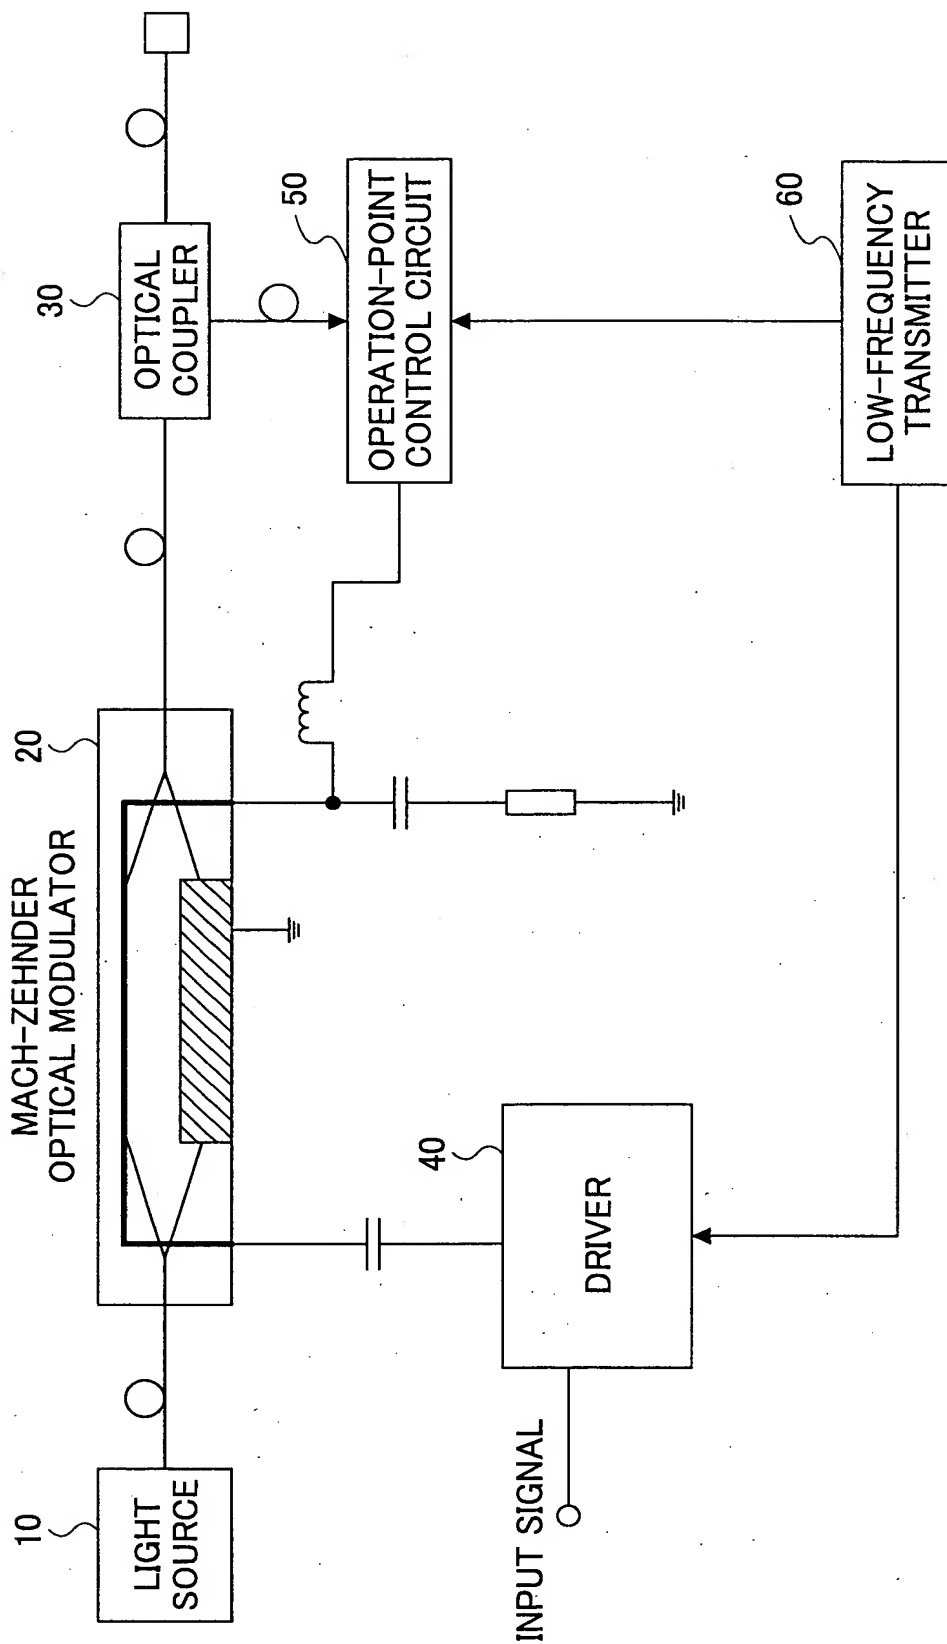 10
LIGHT
SOURCE
MACH-ZEHNDER
OPTICAL MODULATOR
20
30
OPTICAL
COUPLER
50
OPERATION-POINT
CONTROL CIRCUIT
40
DRIVER
INPUT SIGNAL
60
LOW-FREQUENCY
TRANSMITTER